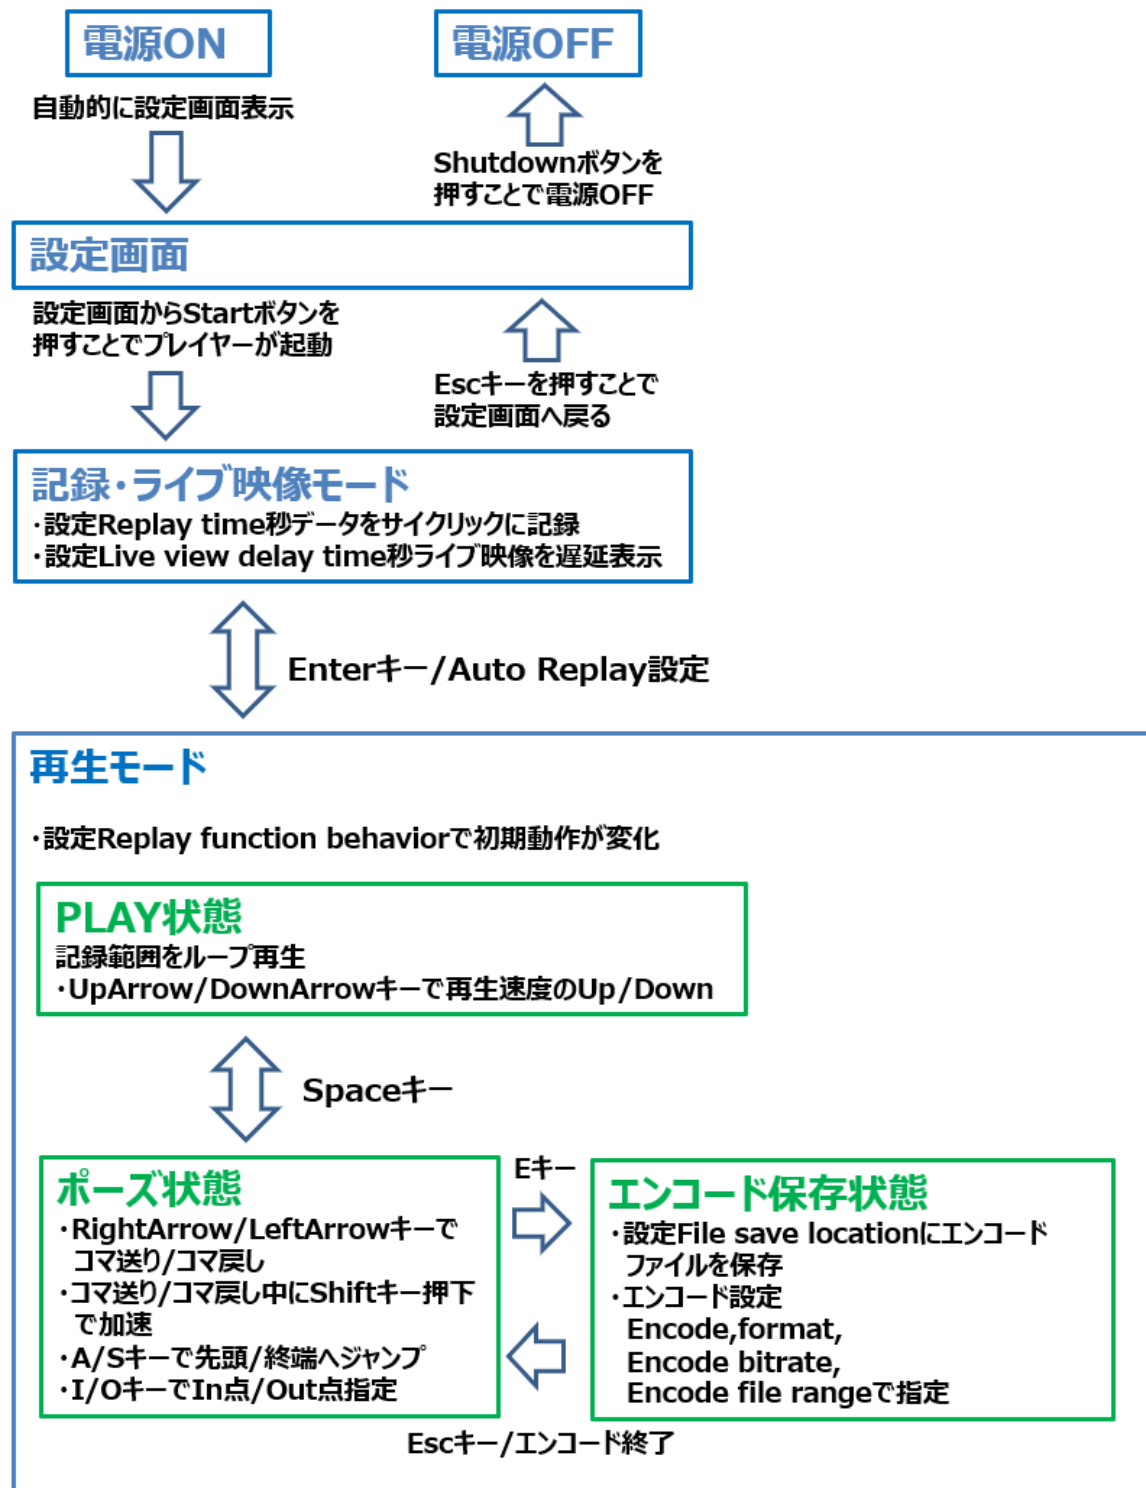 電源ON
電源OFF
自動的に設定画面表示
Shutdownボタンを
押すことで電源OFF
設定画面
設定画面からStartボタンを
押すことでプレイヤーが起動
Escキーを押すことで
設定画面へ戻る
記録・ライブ映像モード
・設定Replay time秒データをサイクリックに記録
・設定Live view delay time秒ライブ映像を遅延表示
Enterキー/Auto Replay設定
再生モード
・設定Replay function behaviorで初期動作が変化
PLAY状態
記録範囲をループ再生
・UpArrow/DownArrowキーで再生速度のUp/Down
Spaceキー
ポーズ状態
・RightArrow/LeftArrowキーで
コマ送り/コマ戻し
・コマ送り/コマ戻し中にShiftキー押下
で加速
・A/Sキーで先頭/終端へジャンプ
・I/OキーでIn点/Out点指定
Eキー
エンコード保存状態
・設定File save locationにエンコード
ファイルを保存
・エンコード設定
Encode,format,
Encode bitrate,
Encode file rangeで指定
Escキー/エンコード終了